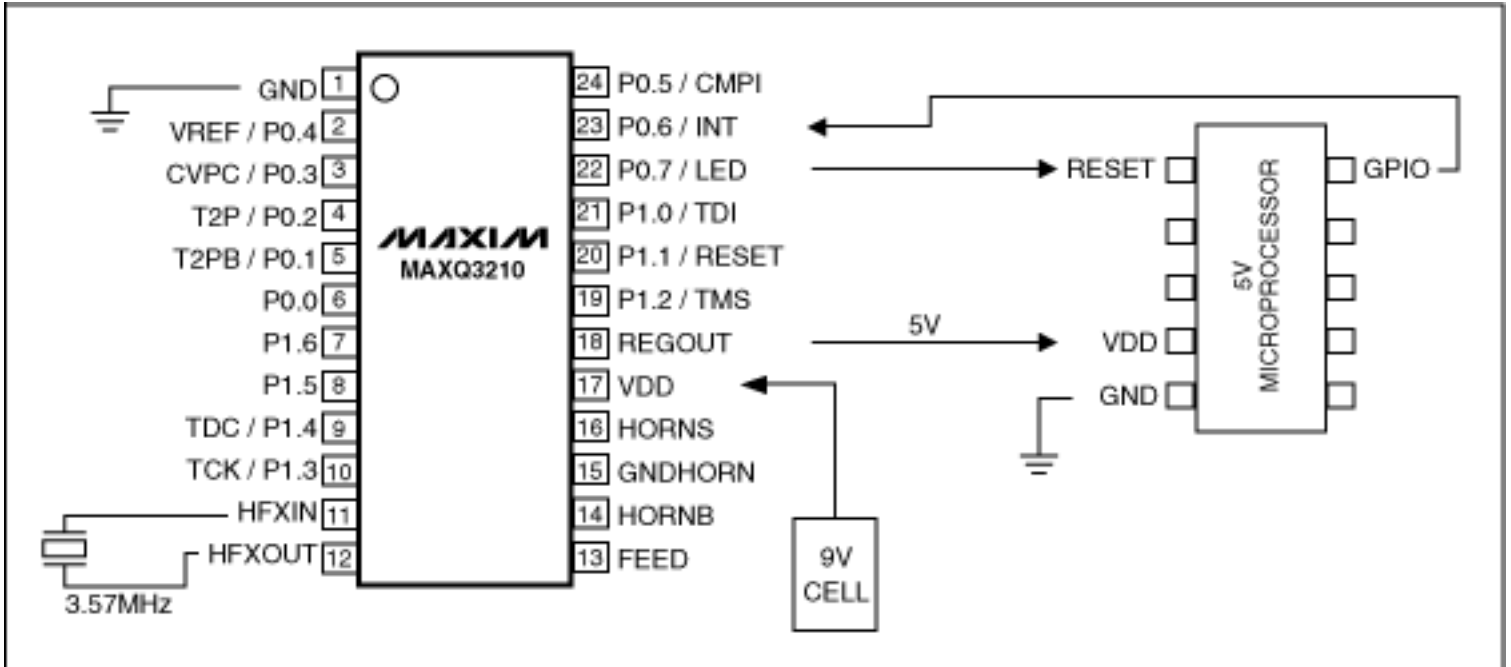 GND 1
VREF / P0.4 2
CVPC / P0.3 3
T2P / P0.2 4
T2PB / P0.1 5
P0.0 6
P1.6 7
P1.5 8
TDC / P1.4 9
TCK / P1.3 10
HFXIN 11
HFXOUT 12
3.57MHz
MAXIM
MAXQ3210
24 P0.5 / CMPI
23 P0.6 / INT
22 P0.7 / LED
21 P1.0 / TDI
20 P1.1 / RESET
19 P1.2 / TMS
18 REGOUT
17 VDD
16 HORNS
15 GNDHORN
14 HORNB
13 FEED
5V
9V
CELL
RESET
VDD
GND
5V
MICROPROCESSOR
GPIO